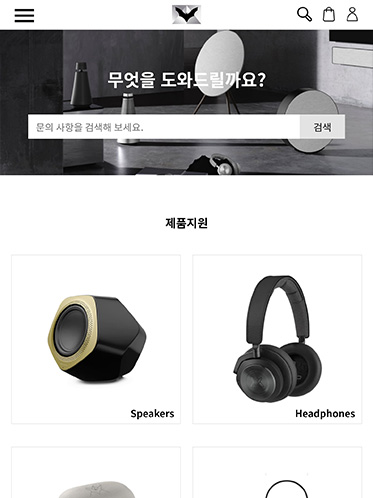 무엇을 도와드릴까요?
문의 사항을 검색해 보세요.
검색
제품지원
Speakers
Headphones